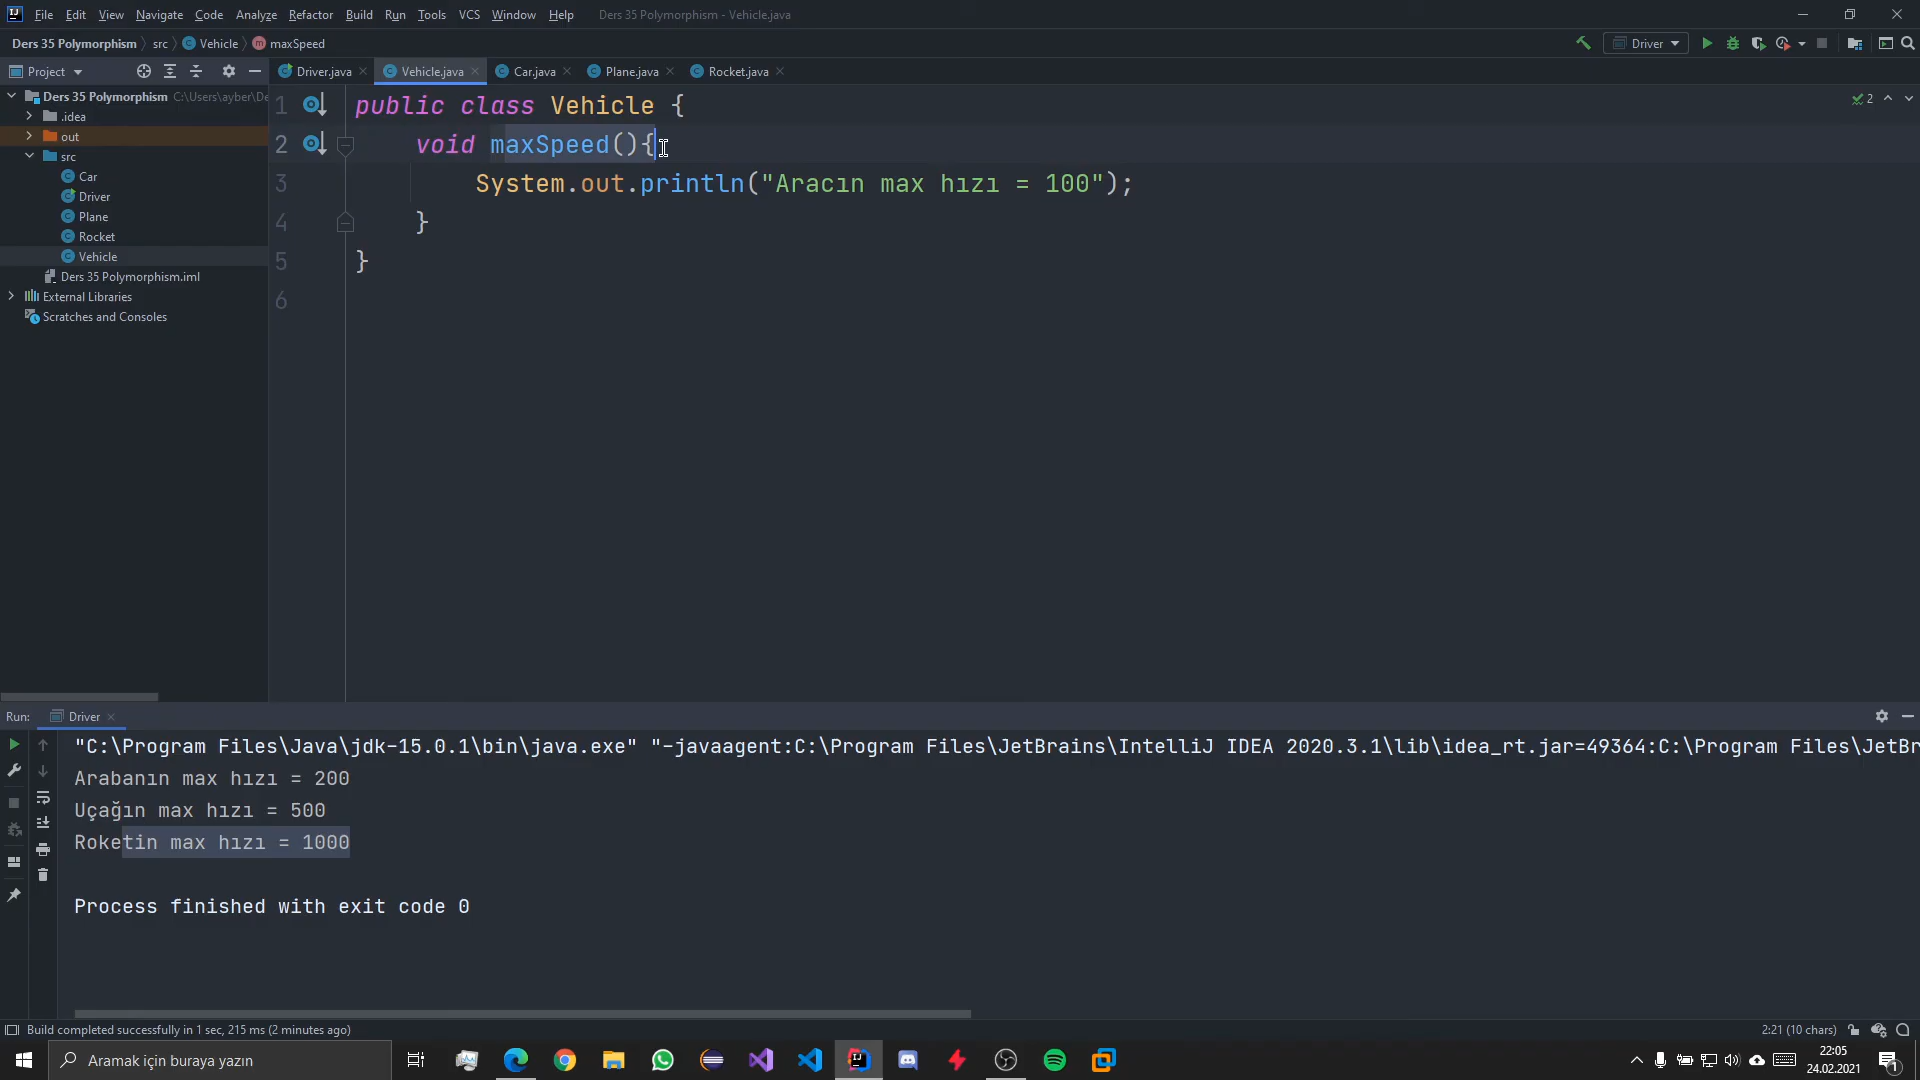 File Edit View Navigate Code Analyze Refactor Build Run Tools VCS Window Help Ders 35 Polymorphism - Vehicle.java
Ders 35 Polymorphism src Vehicle maxSpeed Driver
Project Driver.java Vehicle.java Car.java Plane.java Rocket.java
Ders 35 Polymorphism C:\Users\ayber\De
.idea
out
src
Car
Driver
Plane
Rocket
Vehicle
Ders 35 Polymorphism.iml
External Libraries
Scratches and Consoles
1 public class Vehicle {
2 void maxSpeed(){
3 System.out.println("Aracın max hızı = 100");
4 }
5 }
6
2
Run: Driver
"C:\Program Files\Java\jdk-15.0.1\bin\java.exe" "-javaagent:C:\Program Files\JetBrains\IntelliJ IDEA 2020.3.1\lib\idea_rt.jar=49364:C:\Program Files\JetBr
Arabanın max hızı = 200
Uçağın max hızı = 500
Roketin max hızı = 1000
Process finished with exit code 0
Build completed successfully in 1 sec, 215 ms (2 minutes ago) 2:21 (10 chars)
Aramak için buraya yazın
22:05
24.02.2021
1